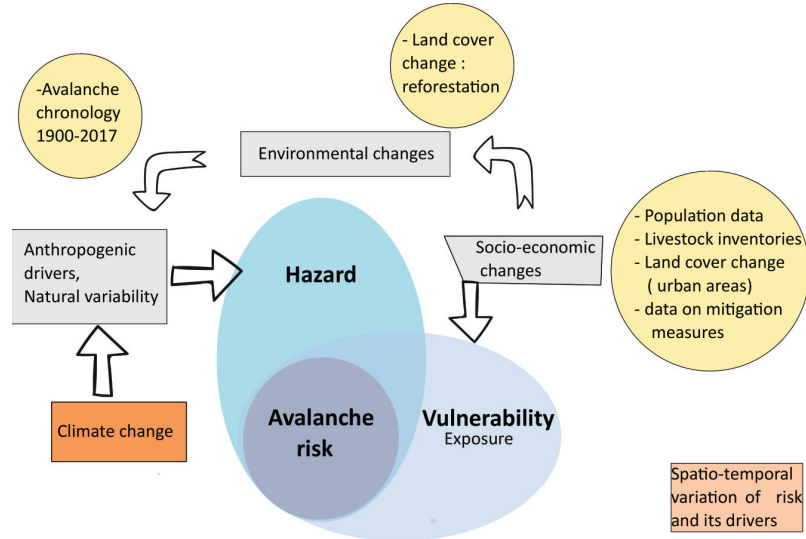 - Land cover
change :
reforestation
-Avalanche
chronology
1900-2017
Environmental changes
- Population data
- Livestock inventories
- Land cover change
( urban areas)
- data on mitigation
measures
Socio-economic
changes
Anthropogenic
drivers,
Natural variability
Hazard
Climate change
Avalanche
risk
Vulnerability
Exposure
Spatio-temporal
variation of risk
and its drivers